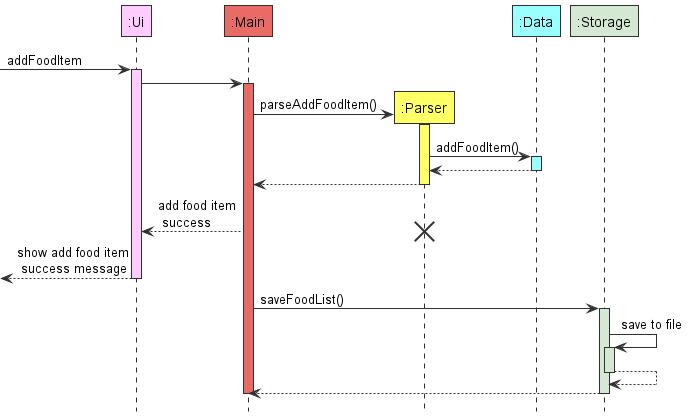 :Ui
:Main
:Data
:Storage
addFoodItem
parseAddFoodItem()
:Parser
addFoodItem()
add food item
success
show add food item
success message
saveFoodList()
save to file